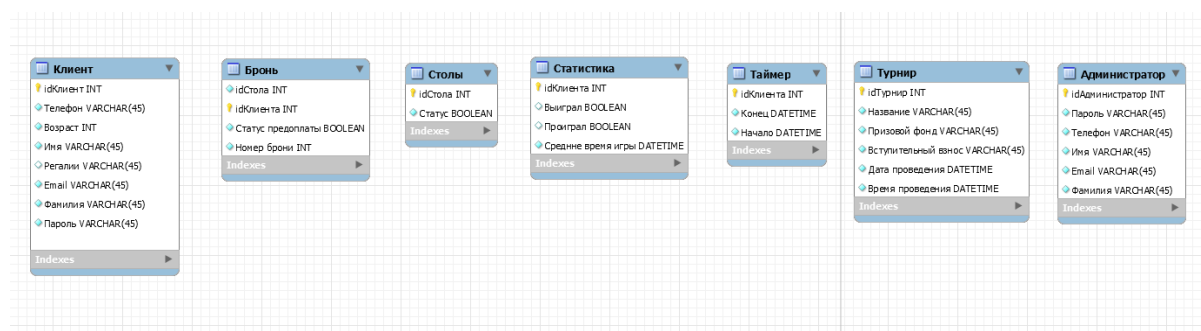 Клиент
idКлиент INT
Телефон VARCHAR(45)
Возраст INT
Имя VARCHAR(45)
Регалии VARCHAR(45)
Email VARCHAR(45)
Фамилия VARCHAR(45)
Пароль VARCHAR(45)
Indexes
Бронь
idСтола INT
idКлиента INT
Статус предоплаты BOOLEAN
Номер брони INT
Indexes
Столы
idСтола INT
Статус BOOLEAN
Indexes
Статистика
idКлиента INT
Выиграл BOOLEAN
Проиграл BOOLEAN
Средние время игры DATETIME
Indexes
Таймер
idКлиента INT
Конец DATETIME
Начало DATETIME
Indexes
Турнир
idТурнир INT
Название VARCHAR(45)
Призовой фонд VARCHAR(45)
Вступительный взнос VARCHAR(45)
Дата проведения DATETIME
Время проведения DATETIME
Indexes
Администратор
idАдминистратор INT
Пароль VARCHAR(45)
Телефон VARCHAR(45)
Имя VARCHAR(45)
Email VARCHAR(45)
Фамилия VARCHAR(45)
Indexes